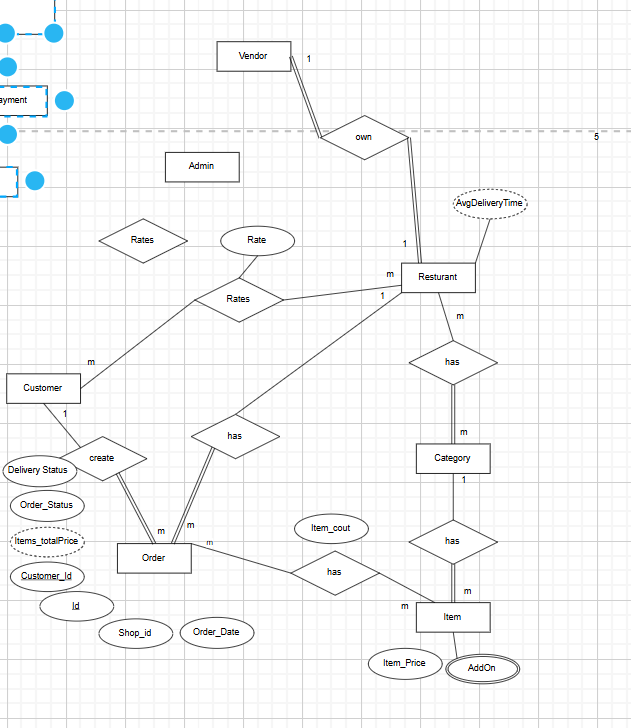 Vendor
1
ayment
own
5
Admin
AvgDeliveryTime
Rates
Rate
1
m
Resturant
Rates
1
m
m
has
Customer
1
has
m
create
Category
Delivery Status
1
Order_Status
m
m
Item_cout
Items_totalPrice
m
has
Order
has
Customer_Id
m
Id
m
Item
Shop_id
Order_Date
Item_Price
AddOn